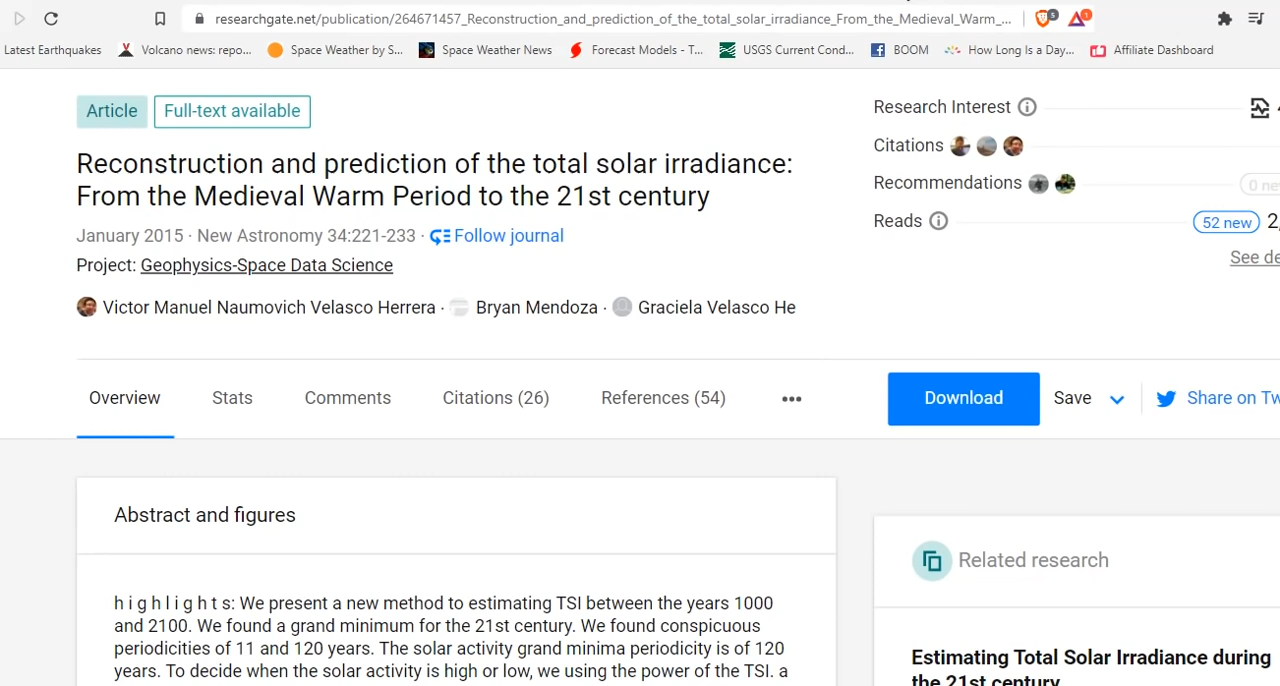 researchgate.net/publication/264671457_Reconstruction_and_prediction_of_the_total_solar_irradiance_From_the_Medieval_Warm_...
5
1
Latest Earthquakes
Volcano news: repo...
Space Weather by S...
Space Weather News
Forecast Models - T...
USGS Current Cond...
BOOM
How Long Is a Day...
Affiliate Dashboard
Article
Full-text available
Reconstruction and prediction of the total solar irradiance:
From the Medieval Warm Period to the 21st century
January 2015 · New Astronomy 34:221-233 · Follow journal
Project: Geophysics-Space Data Science
Victor Manuel Naumovich Velasco Herrera · Bryan Mendoza · Graciela Velasco He
Research Interest
Citations
Recommendations
0 ne
Reads
52 new 2,
See de
Overview
Stats
Comments
Citations (26)
References (54)
Download
Save
Share on Tw
Abstract and figures
h i g h l i g h t s: We present a new method to estimating TSI between the years 1000
and 2100. We found a grand minimum for the 21st century. We found conspicuous
periodicities of 11 and 120 years. The solar activity grand minima periodicity is of 120
years. To decide when the solar activity is high or low, we using the power of the TSI. a
Related research
Estimating Total Solar Irradiance during
the 21st century